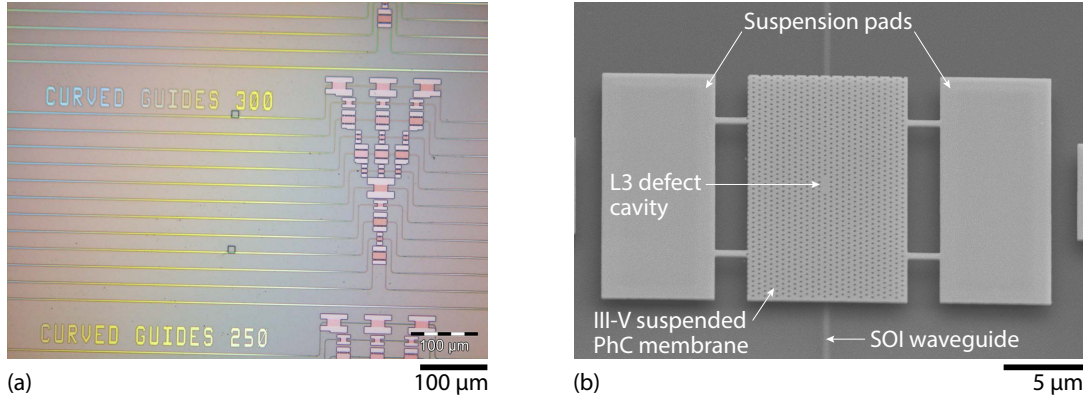 CURVED GUIDES 300
CURVED GUIDES 250
100 µm
(a)
100 µm
Suspension pads
L3 defect
cavity
III-V suspended
PhC membrane
SOI waveguide
(b)
5 µm